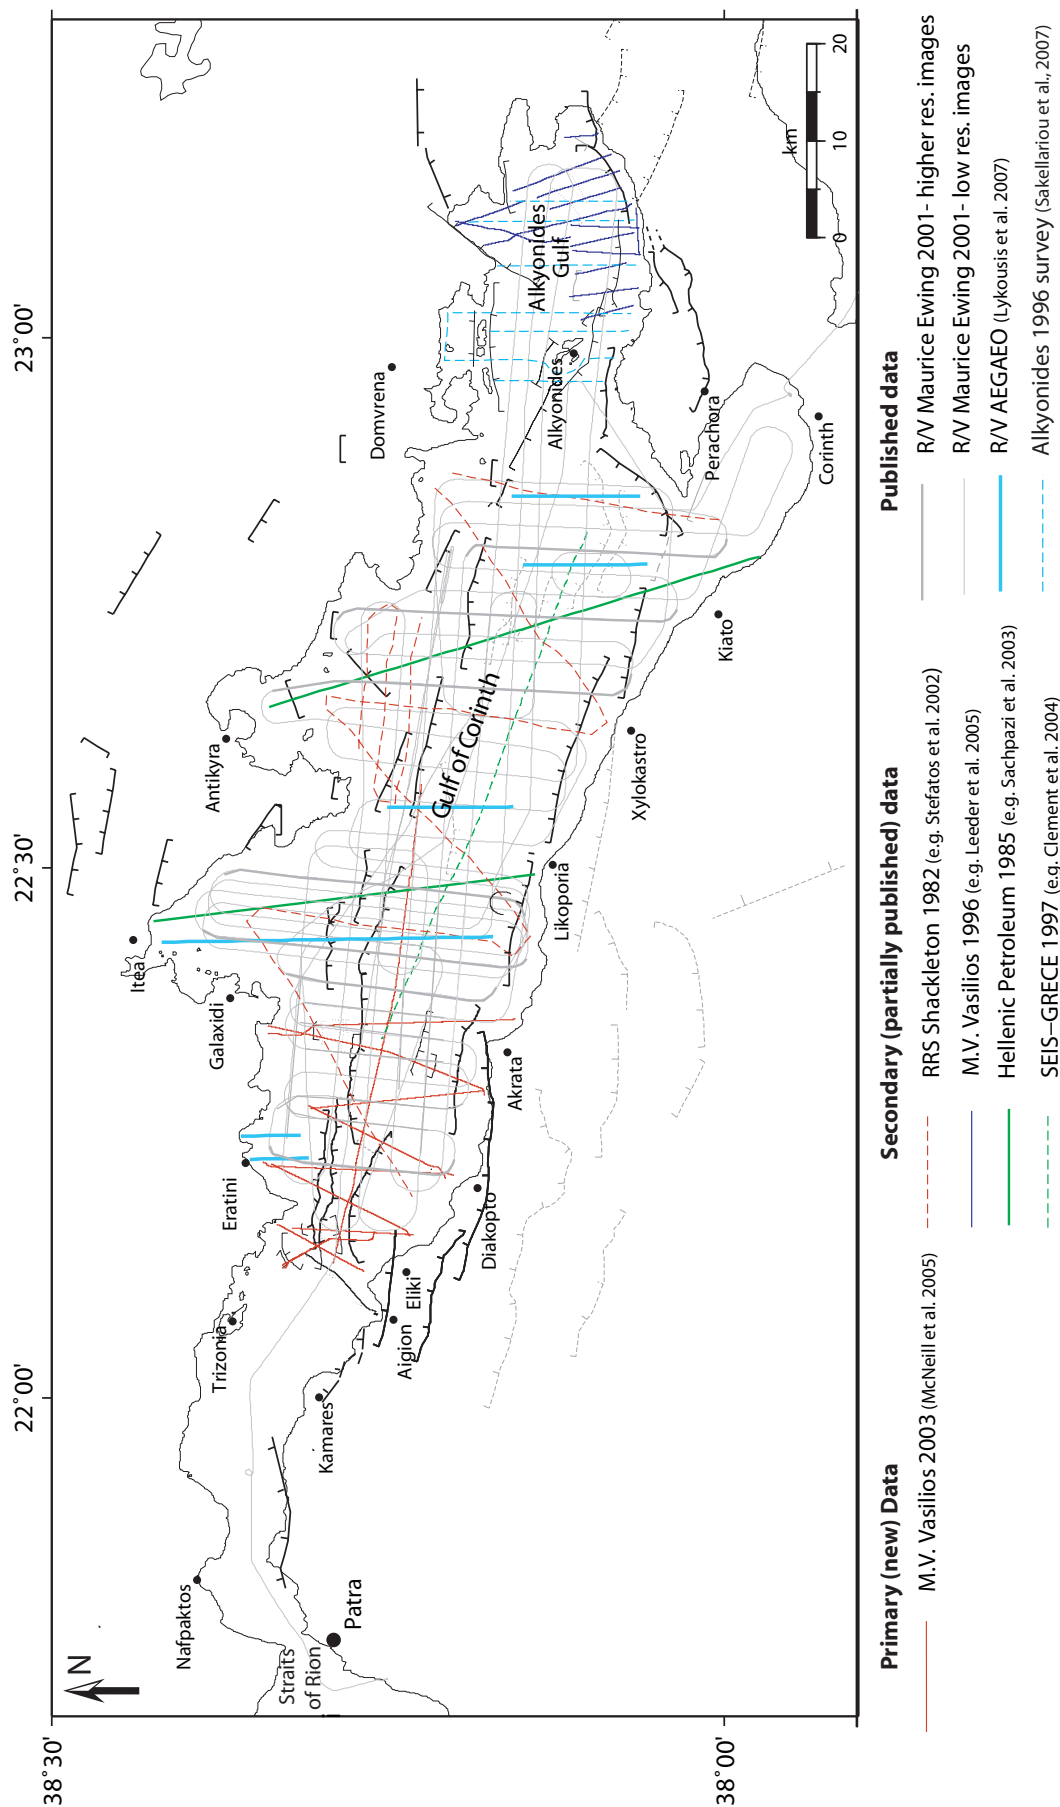 38˚30'
38˚00'
22˚00'
22˚30'
23˚00'
N
Nafpaktos
Straits
of Rion
Patra
Kamares
Trizonia
Aigion
Eliki
Diakopto
Eratini
Akrata
Galaxidi
Itea
Likoporia
Antikyra
Xylokastro
Gulf of Corinth
Kiato
Domvrena
Alkyonides
Alkyonides
Gulf
Perachora
Corinth
km
0
10
20
Primary (new) Data
M.V. Vasilios 2003 (McNeill et al. 2005)
Secondary (partially published) data
RRS Shackleton 1982 (e.g. Stefatos et al. 2002)
M.V. Vasilios 1996 (e.g. Leeder et al. 2005)
Hellenic Petroleum 1985 (e.g. Sachpazi et al. 2003)
SEIS–GRECE 1997 (e.g. Clement et al. 2004)
Published data
R/V Maurice Ewing 2001- higher res. images
R/V Maurice Ewing 2001- low res. images
R/V AEGAEO (Lykousis et al. 2007)
Alkyonides 1996 survey (Sakellariou et al., 2007)